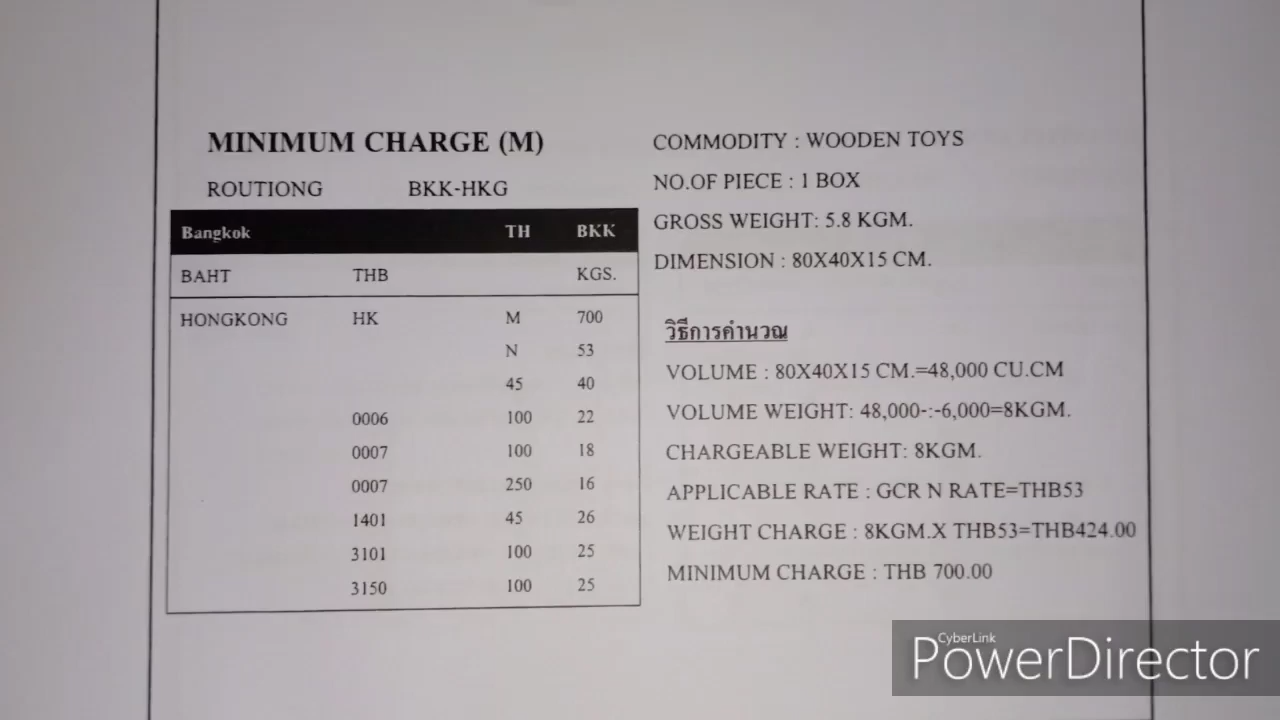 MINIMUM CHARGE (M)
ROUTIONG BKK-HKG
Bangkok TH BKK
BAHT THB KGS.
HONGKONG HK M 700
N 53
45 40
0006 100 22
0007 100 18
0007 250 16
1401 45 26
3101 100 25
3150 100 25
COMMODITY : WOODEN TOYS
NO.OF PIECE : 1 BOX
GROSS WEIGHT: 5.8 KGM.
DIMENSION : 80X40X15 CM.
วิธีการคำนวณ
VOLUME : 80X40X15 CM.=48,000 CU.CM
VOLUME WEIGHT: 48,000-:-6,000=8KGM.
CHARGEABLE WEIGHT: 8KGM.
APPLICABLE RATE : GCR N RATE=THB53
WEIGHT CHARGE : 8KGM.X THB53=THB424.00
MINIMUM CHARGE : THB 700.00
CyberLink
PowerDirector